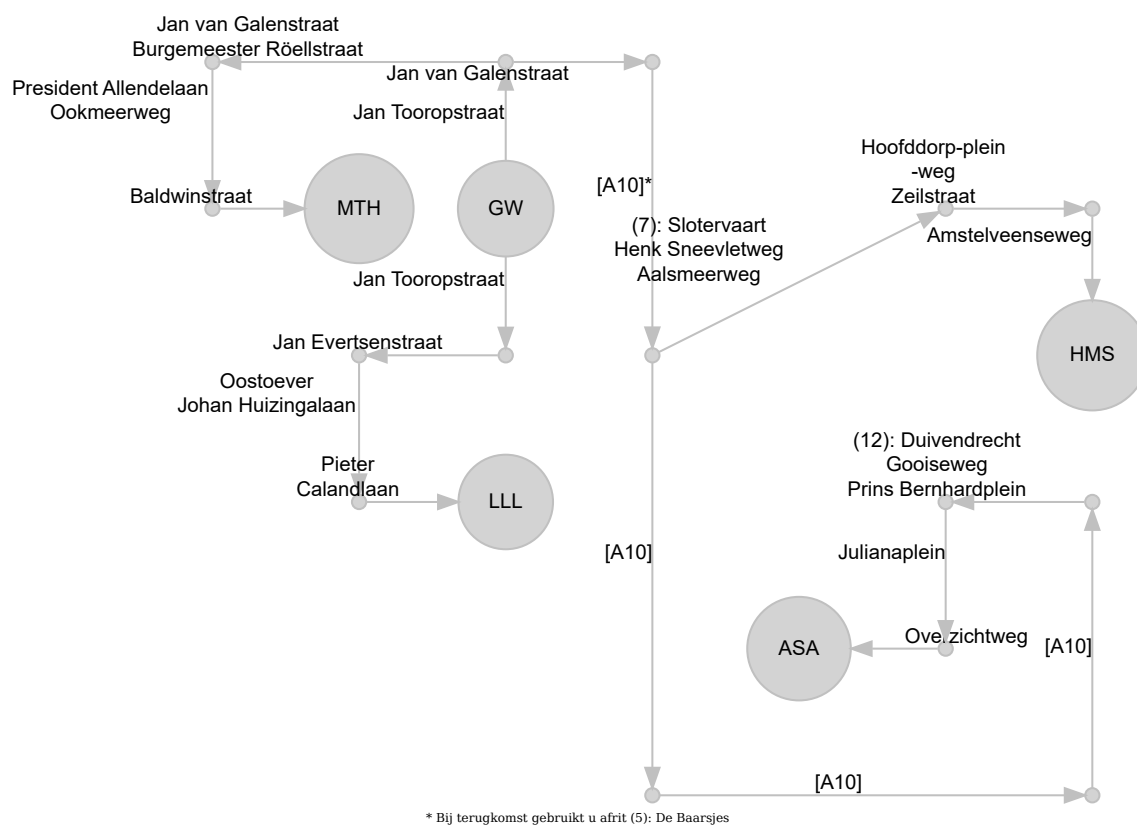 Jan van Galenstraat
Burgemeester Röellstraat
Jan van Galenstraat
President Allendelaan
Ookmeerweg
Jan Tooropstraat
Hoofddorp-plein
-weg
Zeilstraat
[A10]*
Baldwinstraat
MTH
GW
(7): Slotervaart
Henk Sneevletweg
Aalsmeerweg
Amstelveenseweg
Jan Tooropstraat
Jan Evertsenstraat
HMS
Oostoever
Johan Huizingalaan
(12): Duivendrecht
Gooiseweg
Prins Bernhardplein
Pieter
Calandlaan
LLL
[A10]
Julianaplein
Overzichtweg
[A10]
ASA
[A10]
* Bij terugkomst gebruikt u afrit (5): De Baarsjes